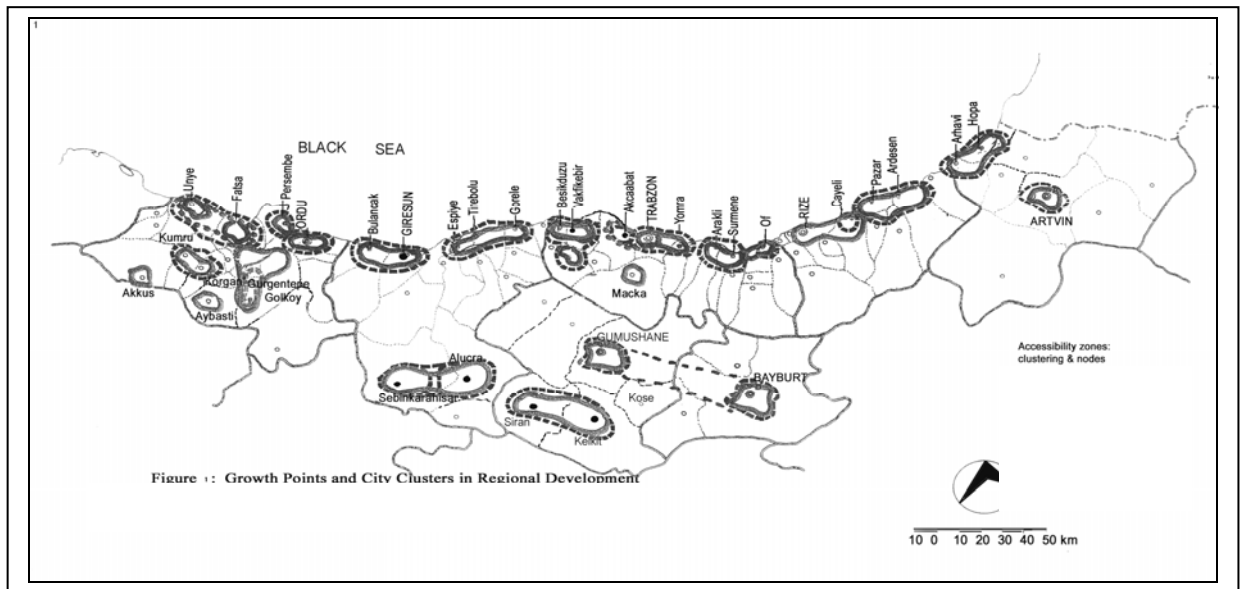 1
BLACK SEA
Unye
Fatsa
Persembe
ORDU
Bulancak
GIRESUN
Espiye
Tirebolu
Gorele
Besikduzu
Vakfikebir
Akcaabat
TRABZON
Yomra
Arakli
Surmene
Of
RIZE
Cayeli
Pazar
Ardesen
Arhavi
Hopa
ARTVIN
Kumru
Korgan
Gurgentepe
Golkoy
Akkus
Aybasti
Macka
GUMUSHANE
Alucra
Sebinkarahisar
BAYBURT
Kose
Siran
Kelkit
Accessibility zones:
clustering & nodes
Figure 1: Growth Points and City Clusters in Regional Development
10 0 10 20 30 40 50 km